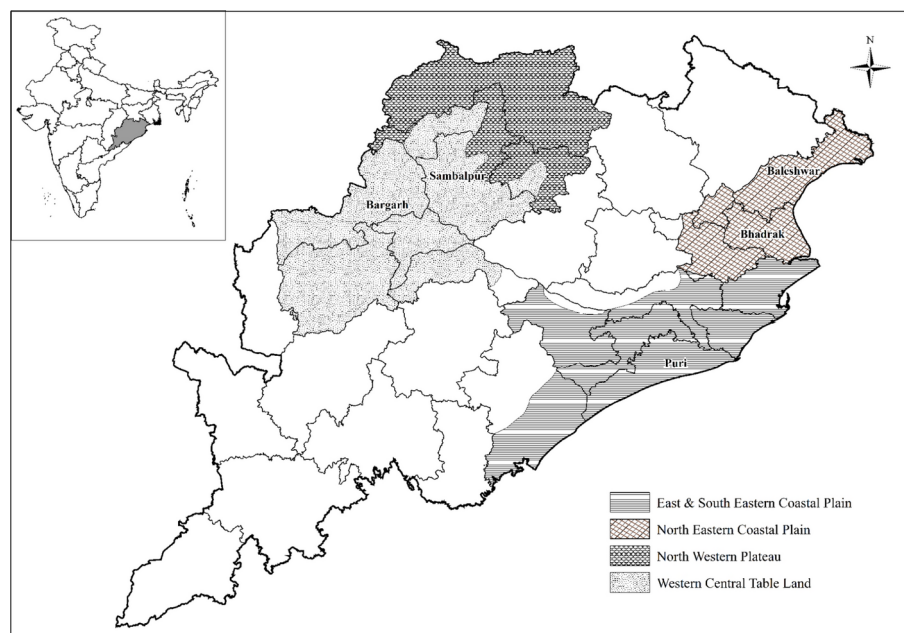 N
Baleshwar
Sambalpur
Bargarh
Bhadrak
Puri
East & South Eastern Coastal Plain
North Eastern Coastal Plain
North Western Plateau
Western Central Table Land